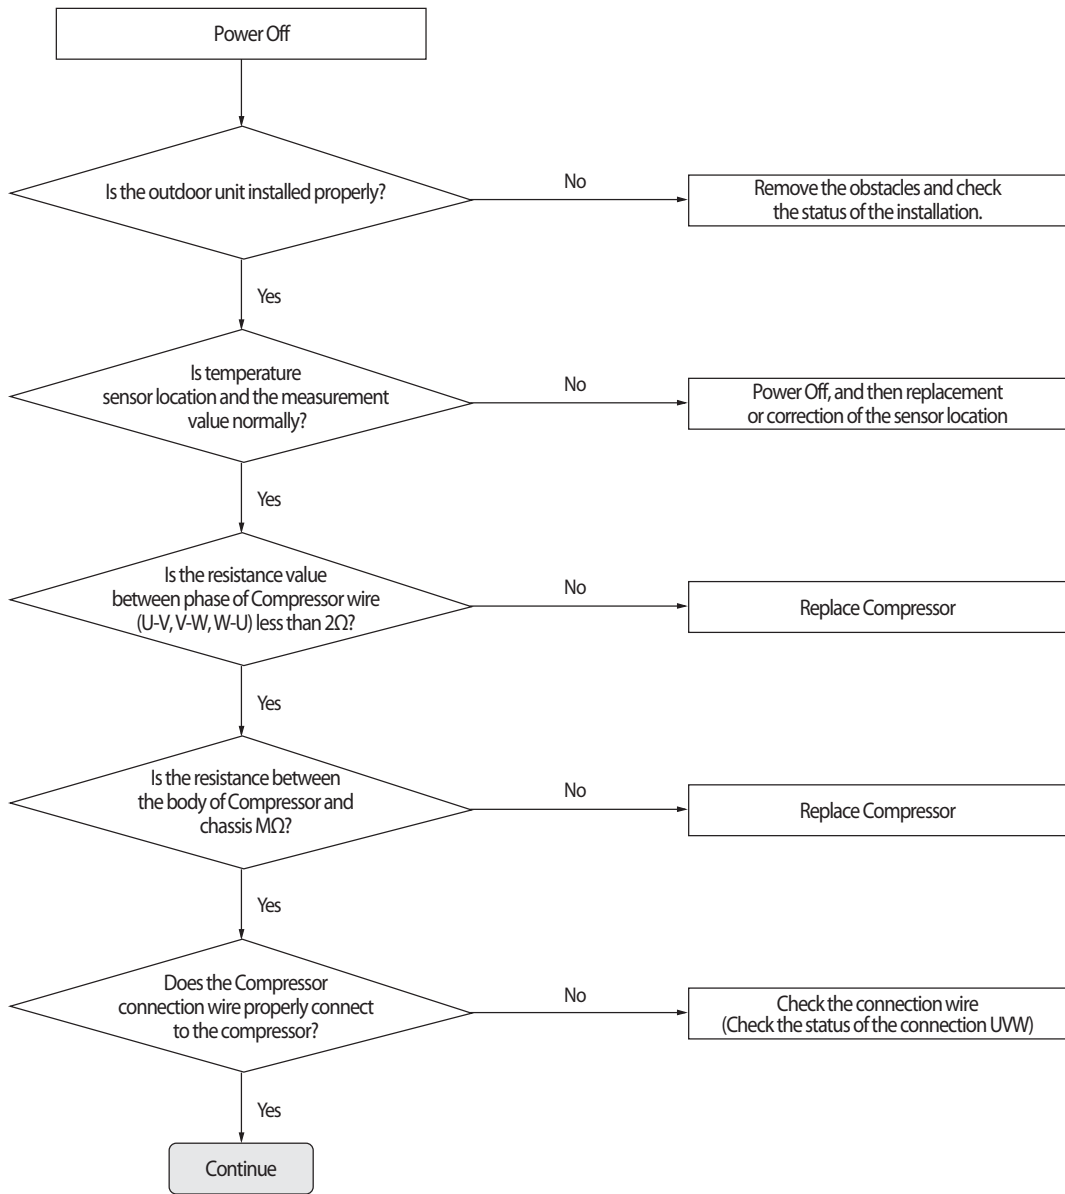 Power Off
Is the outdoor unit installed properly?
No
Remove the obstacles and check
the status of the installation.
Yes
Is temperature
sensor location and the measurement
value normally?
No
Power Off, and then replacement
or correction of the sensor location
Yes
Is the resistance value
between phase of Compressor wire
(U-V, V-W, W-U) less than 2Ω?
No
Replace Compressor
Yes
Is the resistance between
the body of Compressor and
chassis MΩ?
No
Replace Compressor
Yes
Does the Compressor
connection wire properly connect
to the compressor?
No
Check the connection wire
(Check the status of the connection UVW)
Yes
Continue